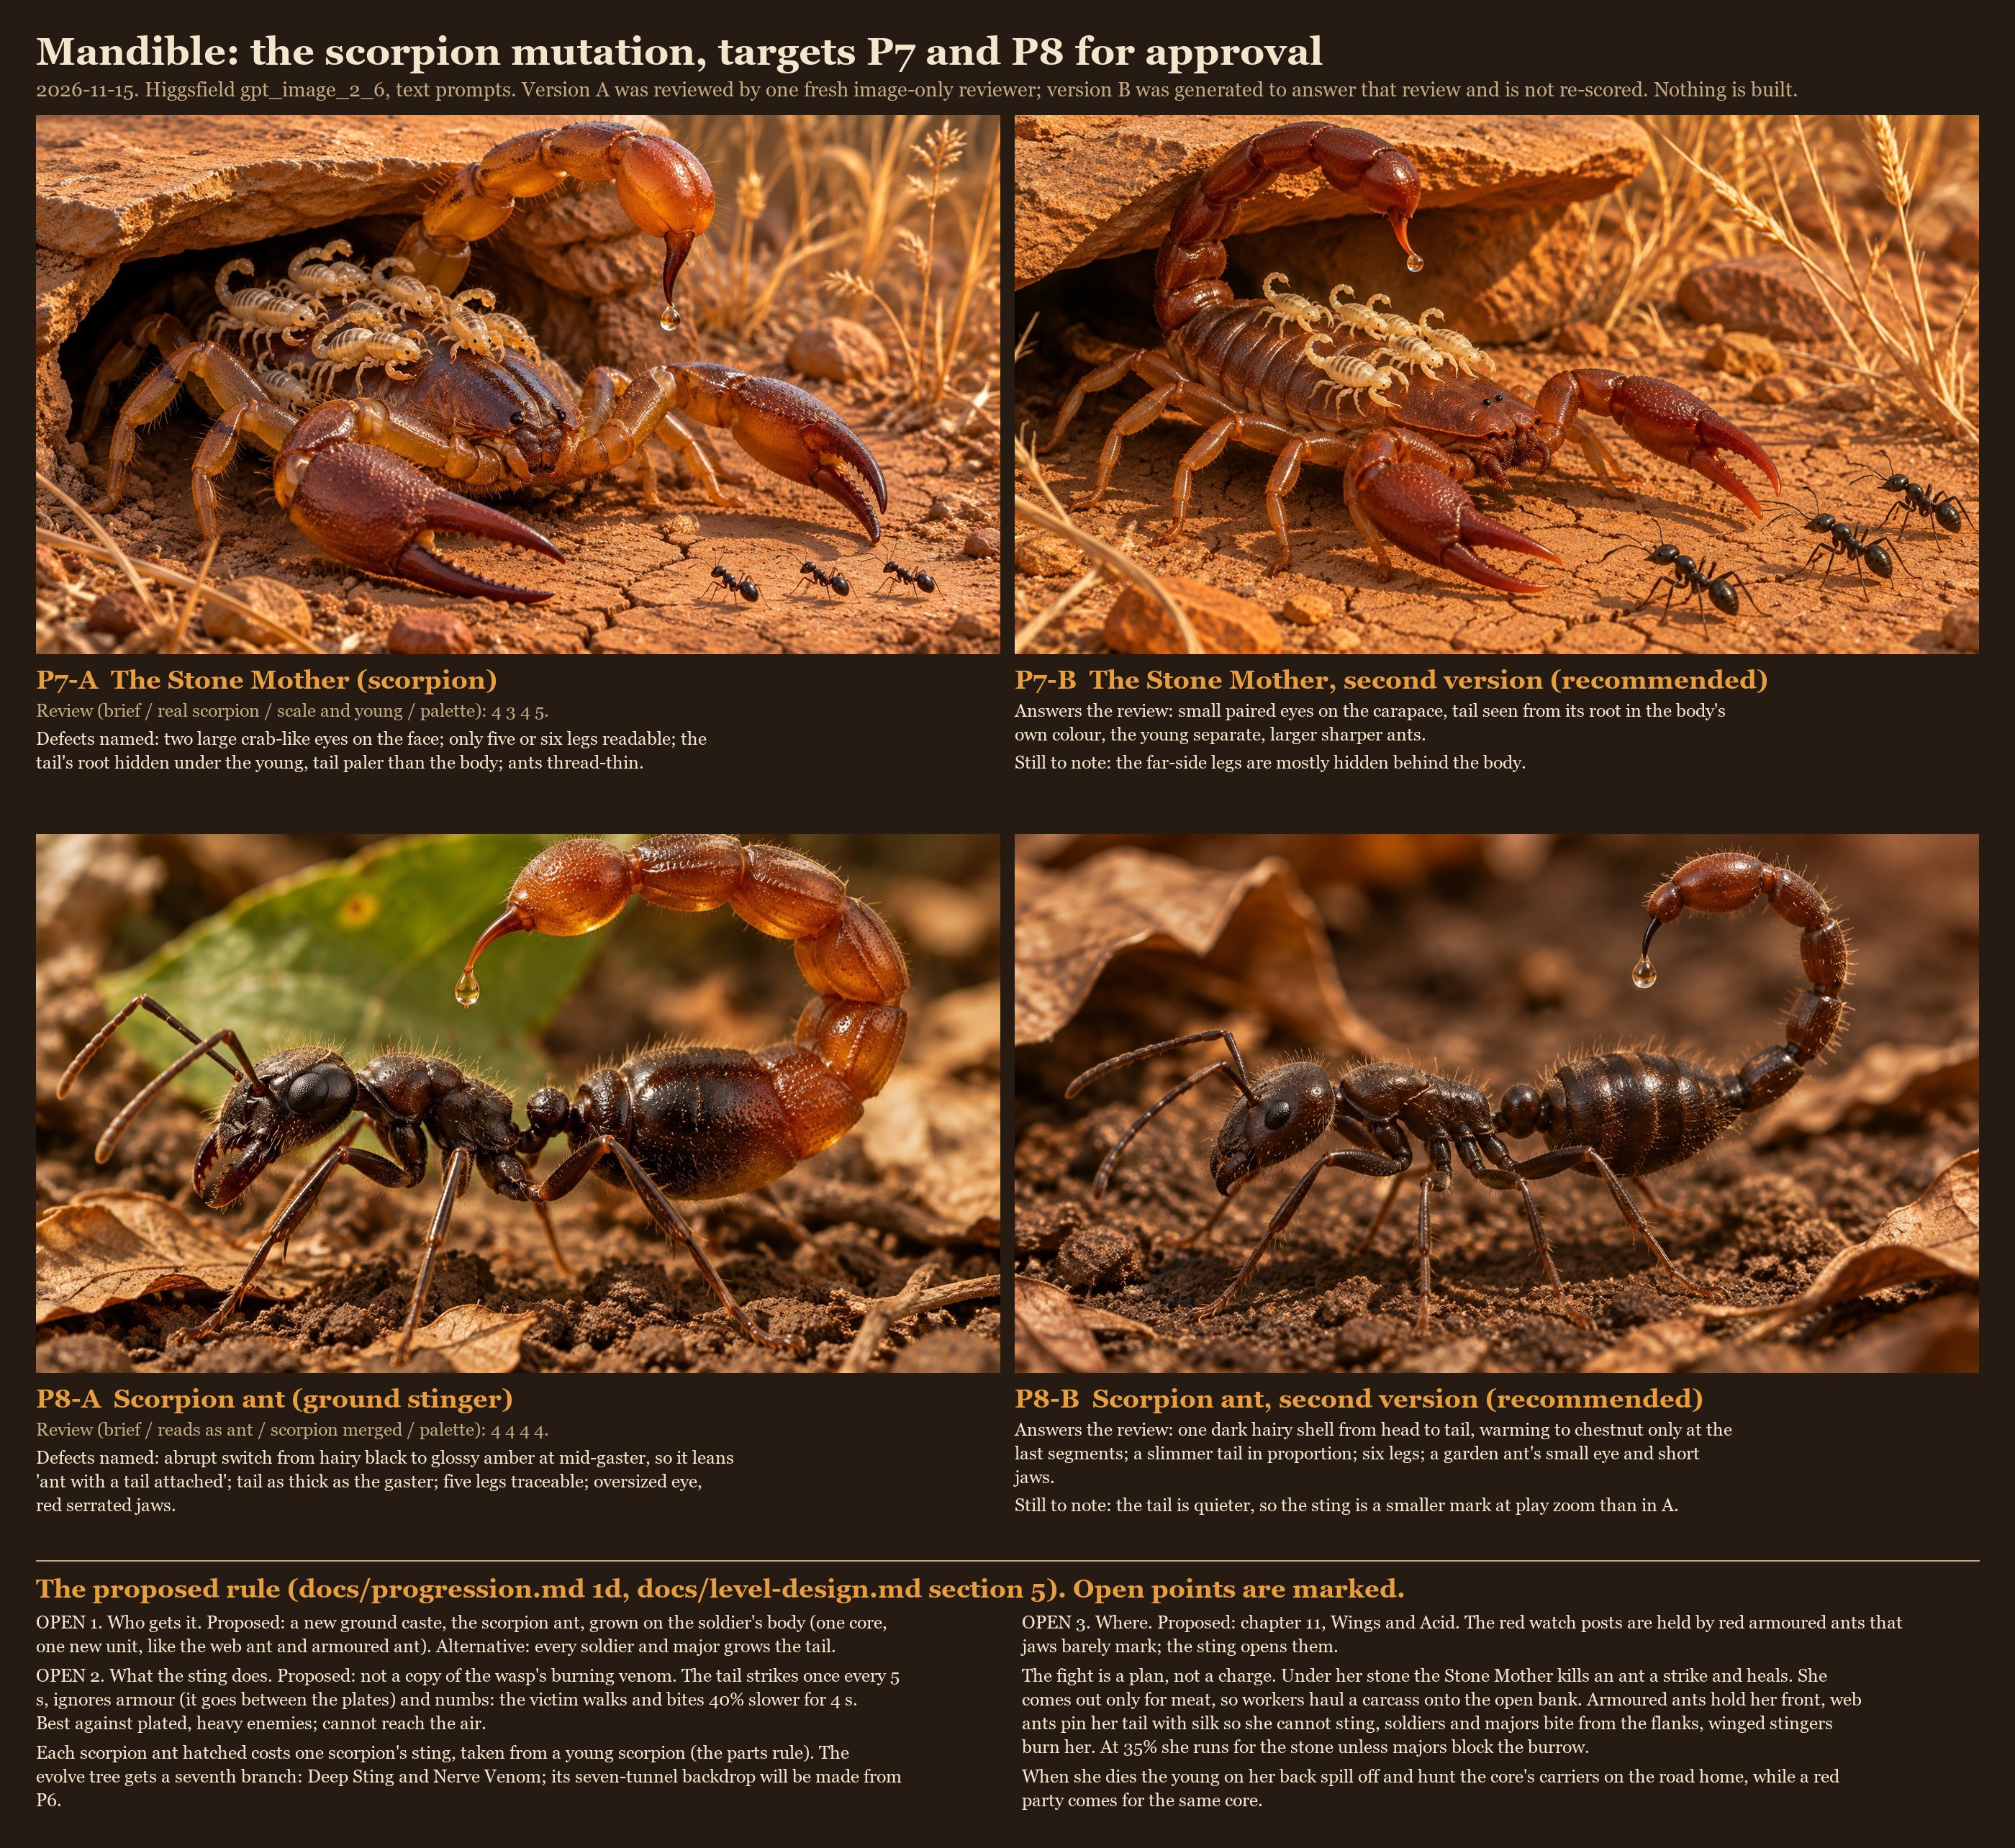 Mandible: the scorpion mutation, targets P7 and P8 for approval
2026-11-15. Higgsfield gpt_image_2_6, text prompts. Version A was reviewed by one fresh image-only reviewer; version B was generated to answer that review and is not re-scored. Nothing is built.
P7-A The Stone Mother (scorpion)
Review (brief / real scorpion / scale and young / palette): 4 3 4 5.
Defects named: two large crab-like eyes on the face; only five or six legs readable; the
tail's root hidden under the young, tail paler than the body; ants thread-thin.
P7-B The Stone Mother, second version (recommended)
Answers the review: small paired eyes on the carapace, tail seen from its root in the body's
own colour, the young separate, larger sharper ants.
Still to note: the far-side legs are mostly hidden behind the body.
P8-A Scorpion ant (ground stinger)
Review (brief / reads as ant / scorpion merged / palette): 4 4 4 4.
Defects named: abrupt switch from hairy black to glossy amber at mid-gaster, so it leans
'ant with a tail attached'; tail as thick as the gaster; five legs traceable; oversized eye,
red serrated jaws.
P8-B Scorpion ant, second version (recommended)
Answers the review: one dark hairy shell from head to tail, warming to chestnut only at the
last segments; a slimmer tail in proportion; six legs; a garden ant's small eye and short
jaws.
Still to note: the tail is quieter, so the sting is a smaller mark at play zoom than in A.
The proposed rule (docs/progression.md 1d, docs/level-design.md section 5). Open points are marked.
OPEN 1. Who gets it. Proposed: a new ground caste, the scorpion ant, grown on the soldier's body (one core,
one new unit, like the web ant and armoured ant). Alternative: every soldier and major grows the tail.
OPEN 2. What the sting does. Proposed: not a copy of the wasp's burning venom. The tail strikes once every 5
s, ignores armour (it goes between the plates) and numbs: the victim walks and bites 40% slower for 4 s.
Best against plated, heavy enemies; cannot reach the air.
Each scorpion ant hatched costs one scorpion's sting, taken from a young scorpion (the parts rule). The
evolve tree gets a seventh branch: Deep Sting and Nerve Venom; its seven-tunnel backdrop will be made from
P6.
OPEN 3. Where. Proposed: chapter 11, Wings and Acid. The red watch posts are held by red armoured ants that
jaws barely mark; the sting opens them.
The fight is a plan, not a charge. Under her stone the Stone Mother kills an ant a strike and heals. She
comes out only for meat, so workers haul a carcass onto the open bank. Armoured ants hold her front, web
ants pin her tail with silk so she cannot sting, soldiers and majors bite from the flanks, winged stingers
burn her. At 35% she runs for the stone unless majors block the burrow.
When she dies the young on her back spill off and hunt the core's carriers on the road home, while a red
party comes for the same core.